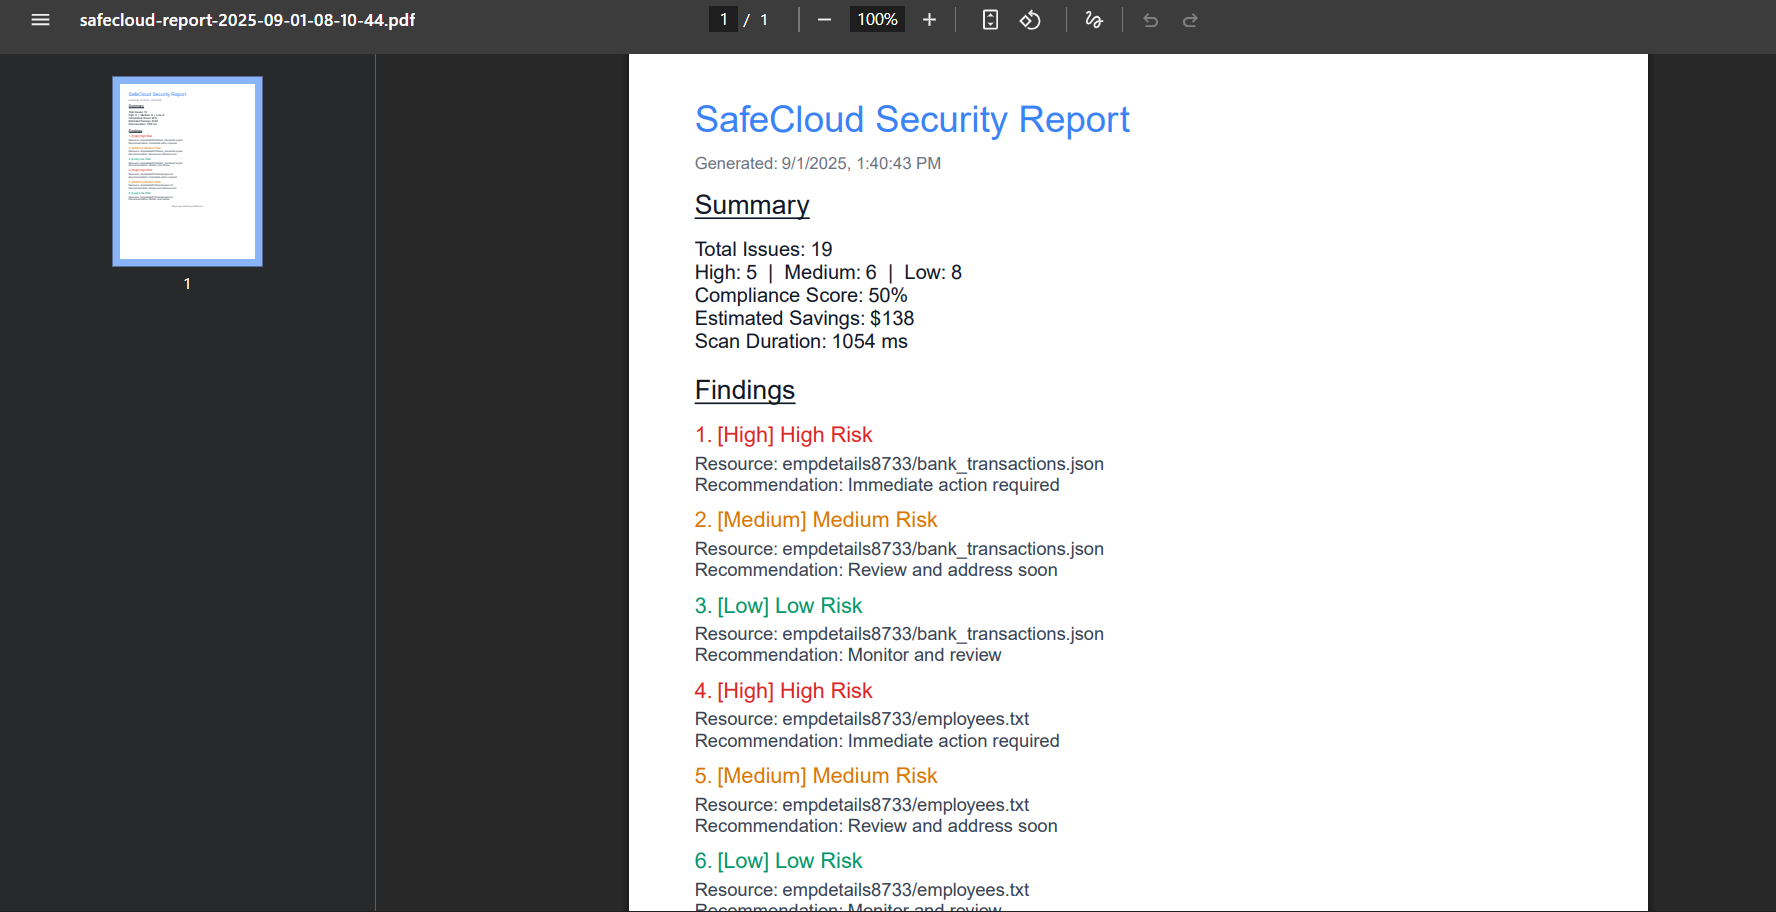 safecloud-report-2025-09-01-08-10-44.pdf
1 / 1
100%
1
SafeCloud Security Report
Generated: 9/1/2025, 1:40:43 PM
Summary
Total Issues: 19
High: 5 | Medium: 6 | Low: 8
Compliance Score: 50%
Estimated Savings: $138
Scan Duration: 1054 ms
Findings
1. [High] High Risk
Resource: empdetails8733/bank_transactions.json
Recommendation: Immediate action required
2. [Medium] Medium Risk
Resource: empdetails8733/bank_transactions.json
Recommendation: Review and address soon
3. [Low] Low Risk
Resource: empdetails8733/bank_transactions.json
Recommendation: Monitor and review
4. [High] High Risk
Resource: empdetails8733/employees.txt
Recommendation: Immediate action required
5. [Medium] Medium Risk
Resource: empdetails8733/employees.txt
Recommendation: Review and address soon
6. [Low] Low Risk
Resource: empdetails8733/employees.txt
Recommendation: Monitor and review